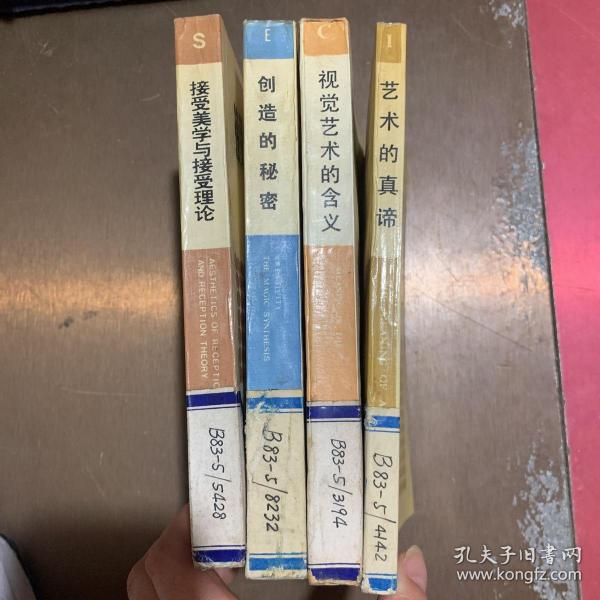 S
接受美学与接受理论
AESTHETICS OF RECEPTIO
AND RECEPTION THEORY
B83-5/5428
E
创造的秘密
THE MAGIC SYNTHESIS
B83-5/8232
C
视觉艺术的含义
B83-5/3194
I
艺术的真谛
B83-5/4142
孔夫子旧书网
www.kongfz.com